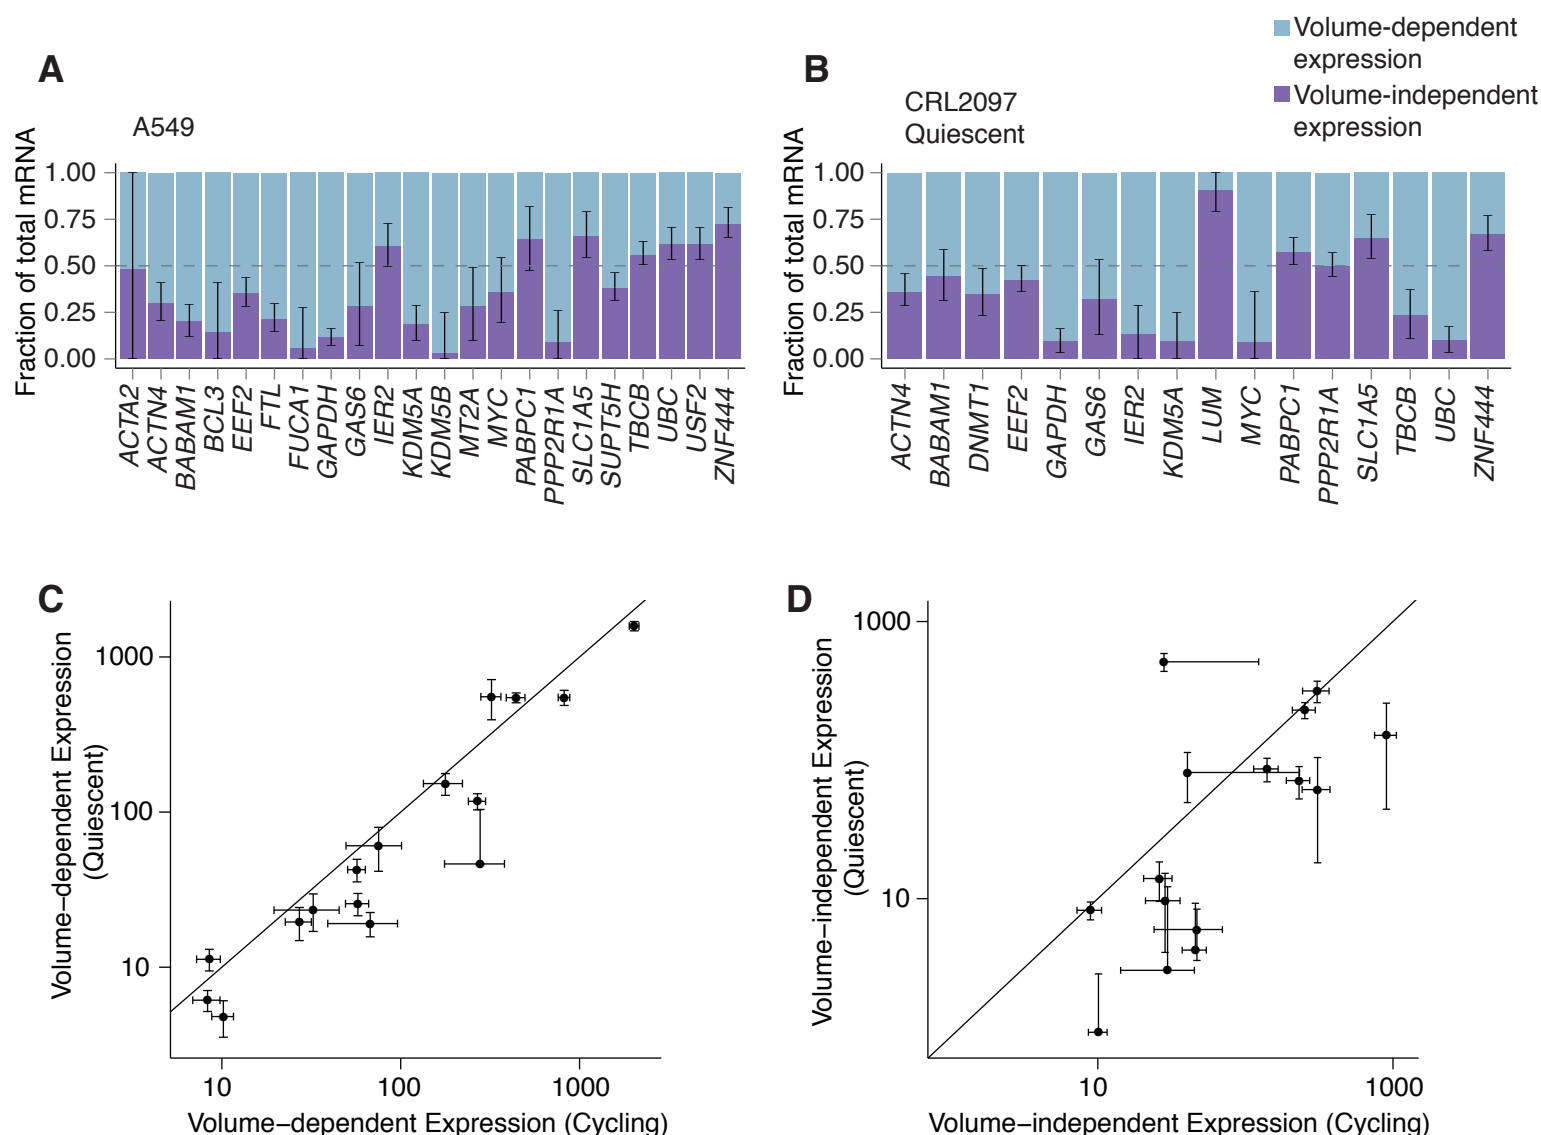 Volume-dependent
expression
Volume-independent
expression
A
A549
Fraction of total mRNA
1.00
0.75
0.50
0.25
0.00
ACTA2
ACTN4
BABAM1
BCL3
EEF2
FTL
FUCA1
GAPDH
GAS6
IER2
KDM5A
KDM5B
MT2A
MYC
PABPC1
PPP2R1A
SLC1A5
SUPT5H
TBCB
UBC
USF2
ZNF444
B
CRL2097
Quiescent
Fraction of total mRNA
1.00
0.75
0.50
0.25
0.00
ACTN4
BABAM1
DNMT1
EEF2
GAPDH
GAS6
IER2
KDM5A
LUM
MYC
PABPC1
PPP2R1A
SLC1A5
TBCB
UBC
ZNF444
C
Volume−dependent Expression
(Quiescent)
1000
100
10
10
100
1000
Volume−dependent Expression (Cycling)
D
Volume−independent Expression
(Quiescent)
1000
10
10
1000
Volume−independent Expression (Cycling)